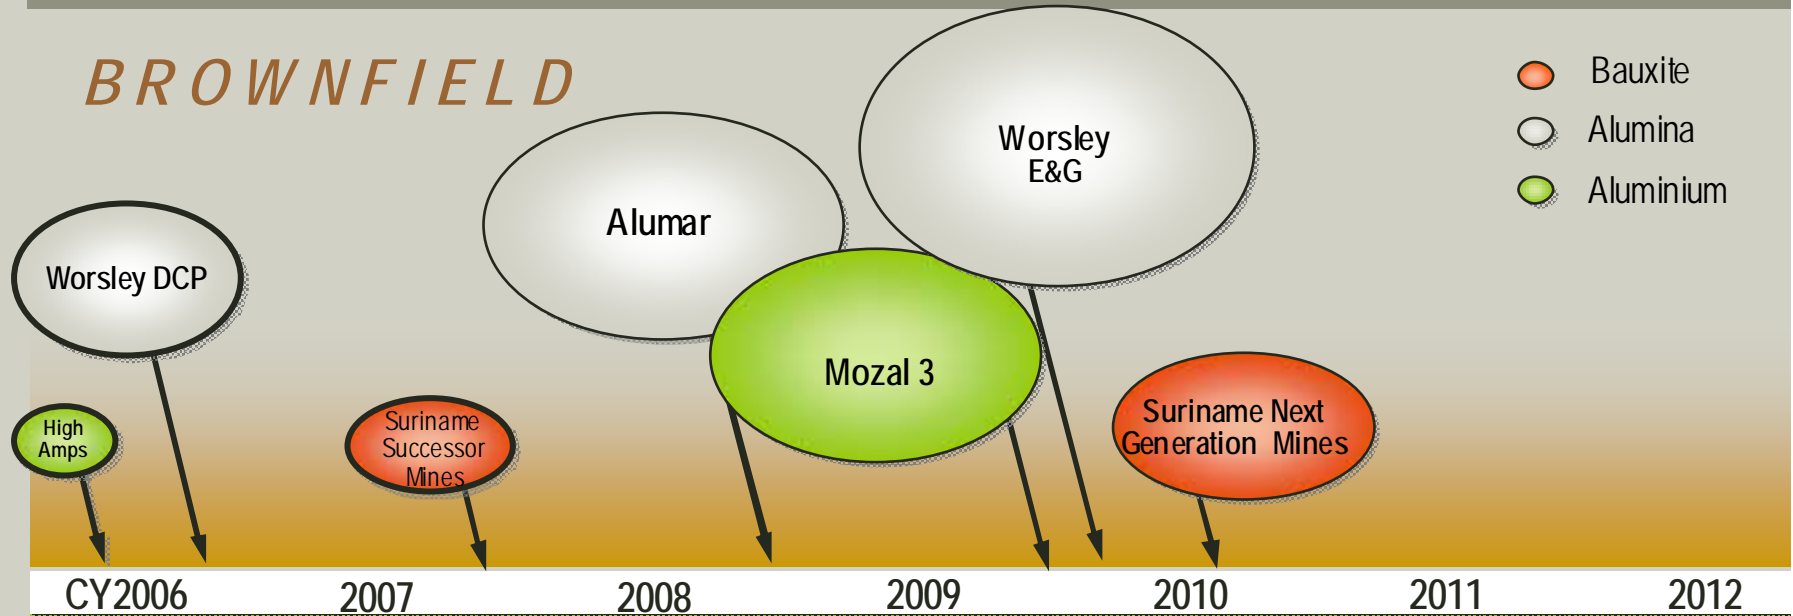 BROWNFIELD
Bauxite
Alumina
Aluminium
Worsley
E&G
Alumar
Worsley DCP
Mozal 3
High
Amps
Suriname
Successor
Mines
Suriname Next
Generation Mines
CY2006
2007
2008
2009
2010
2011
2012